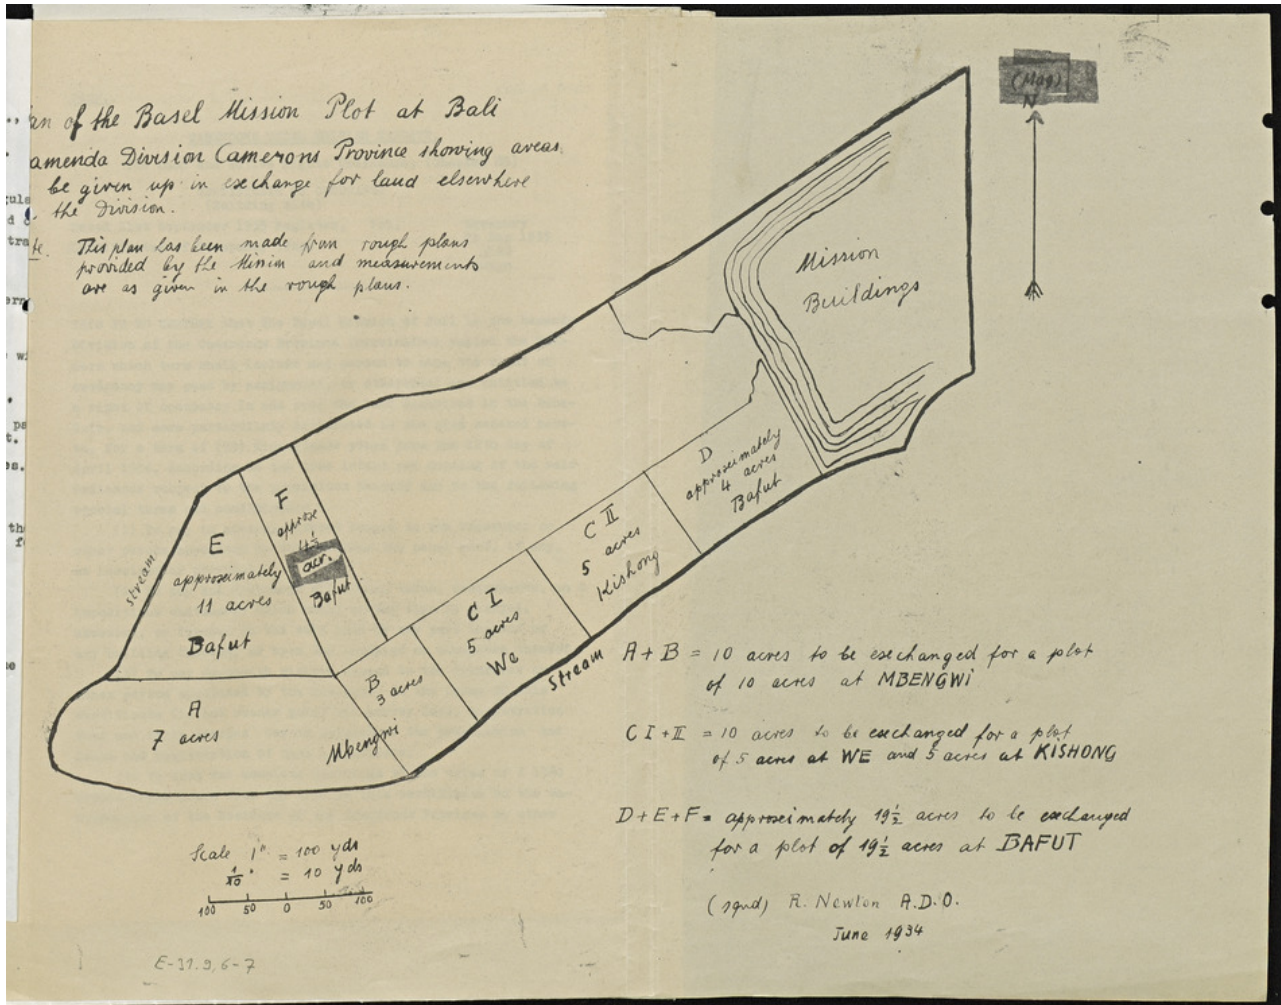 an of the Basel Mission Plot at Bali
amenda Division Camerons Province showing areas
be given up in exchange for land elsewhere
the Division.
te. This plan has been made from rough plans
provided by the Mission and measurements
are as given in the rough plans.
(Mag)
N
Mission
Buildings
D
approximately
4 acres
Bafut
C II
5 acres
Kishong
C I
5 acres
We
F
approx
acr.
Bafut
E
approximately
11 acres
Bafut
stream
B
3 acres
Mbengwi
A
7 acres
Stream
A + B = 10 acres to be exchanged for a plot
of 10 acres at MBENGWI
C I + II = 10 acres to be exchanged for a plot
of 5 acres at WE and 5 acres at KISHONG
D + E + F = approximately 19½ acres to be exchanged
for a plot of 19½ acres at BAFUT
(sgnd) R. Newton A.D.O.
June 1934
Scale 1" = 100 yds
1/10" = 10 yds
100 50 0 50 100
E-31.9,6-7